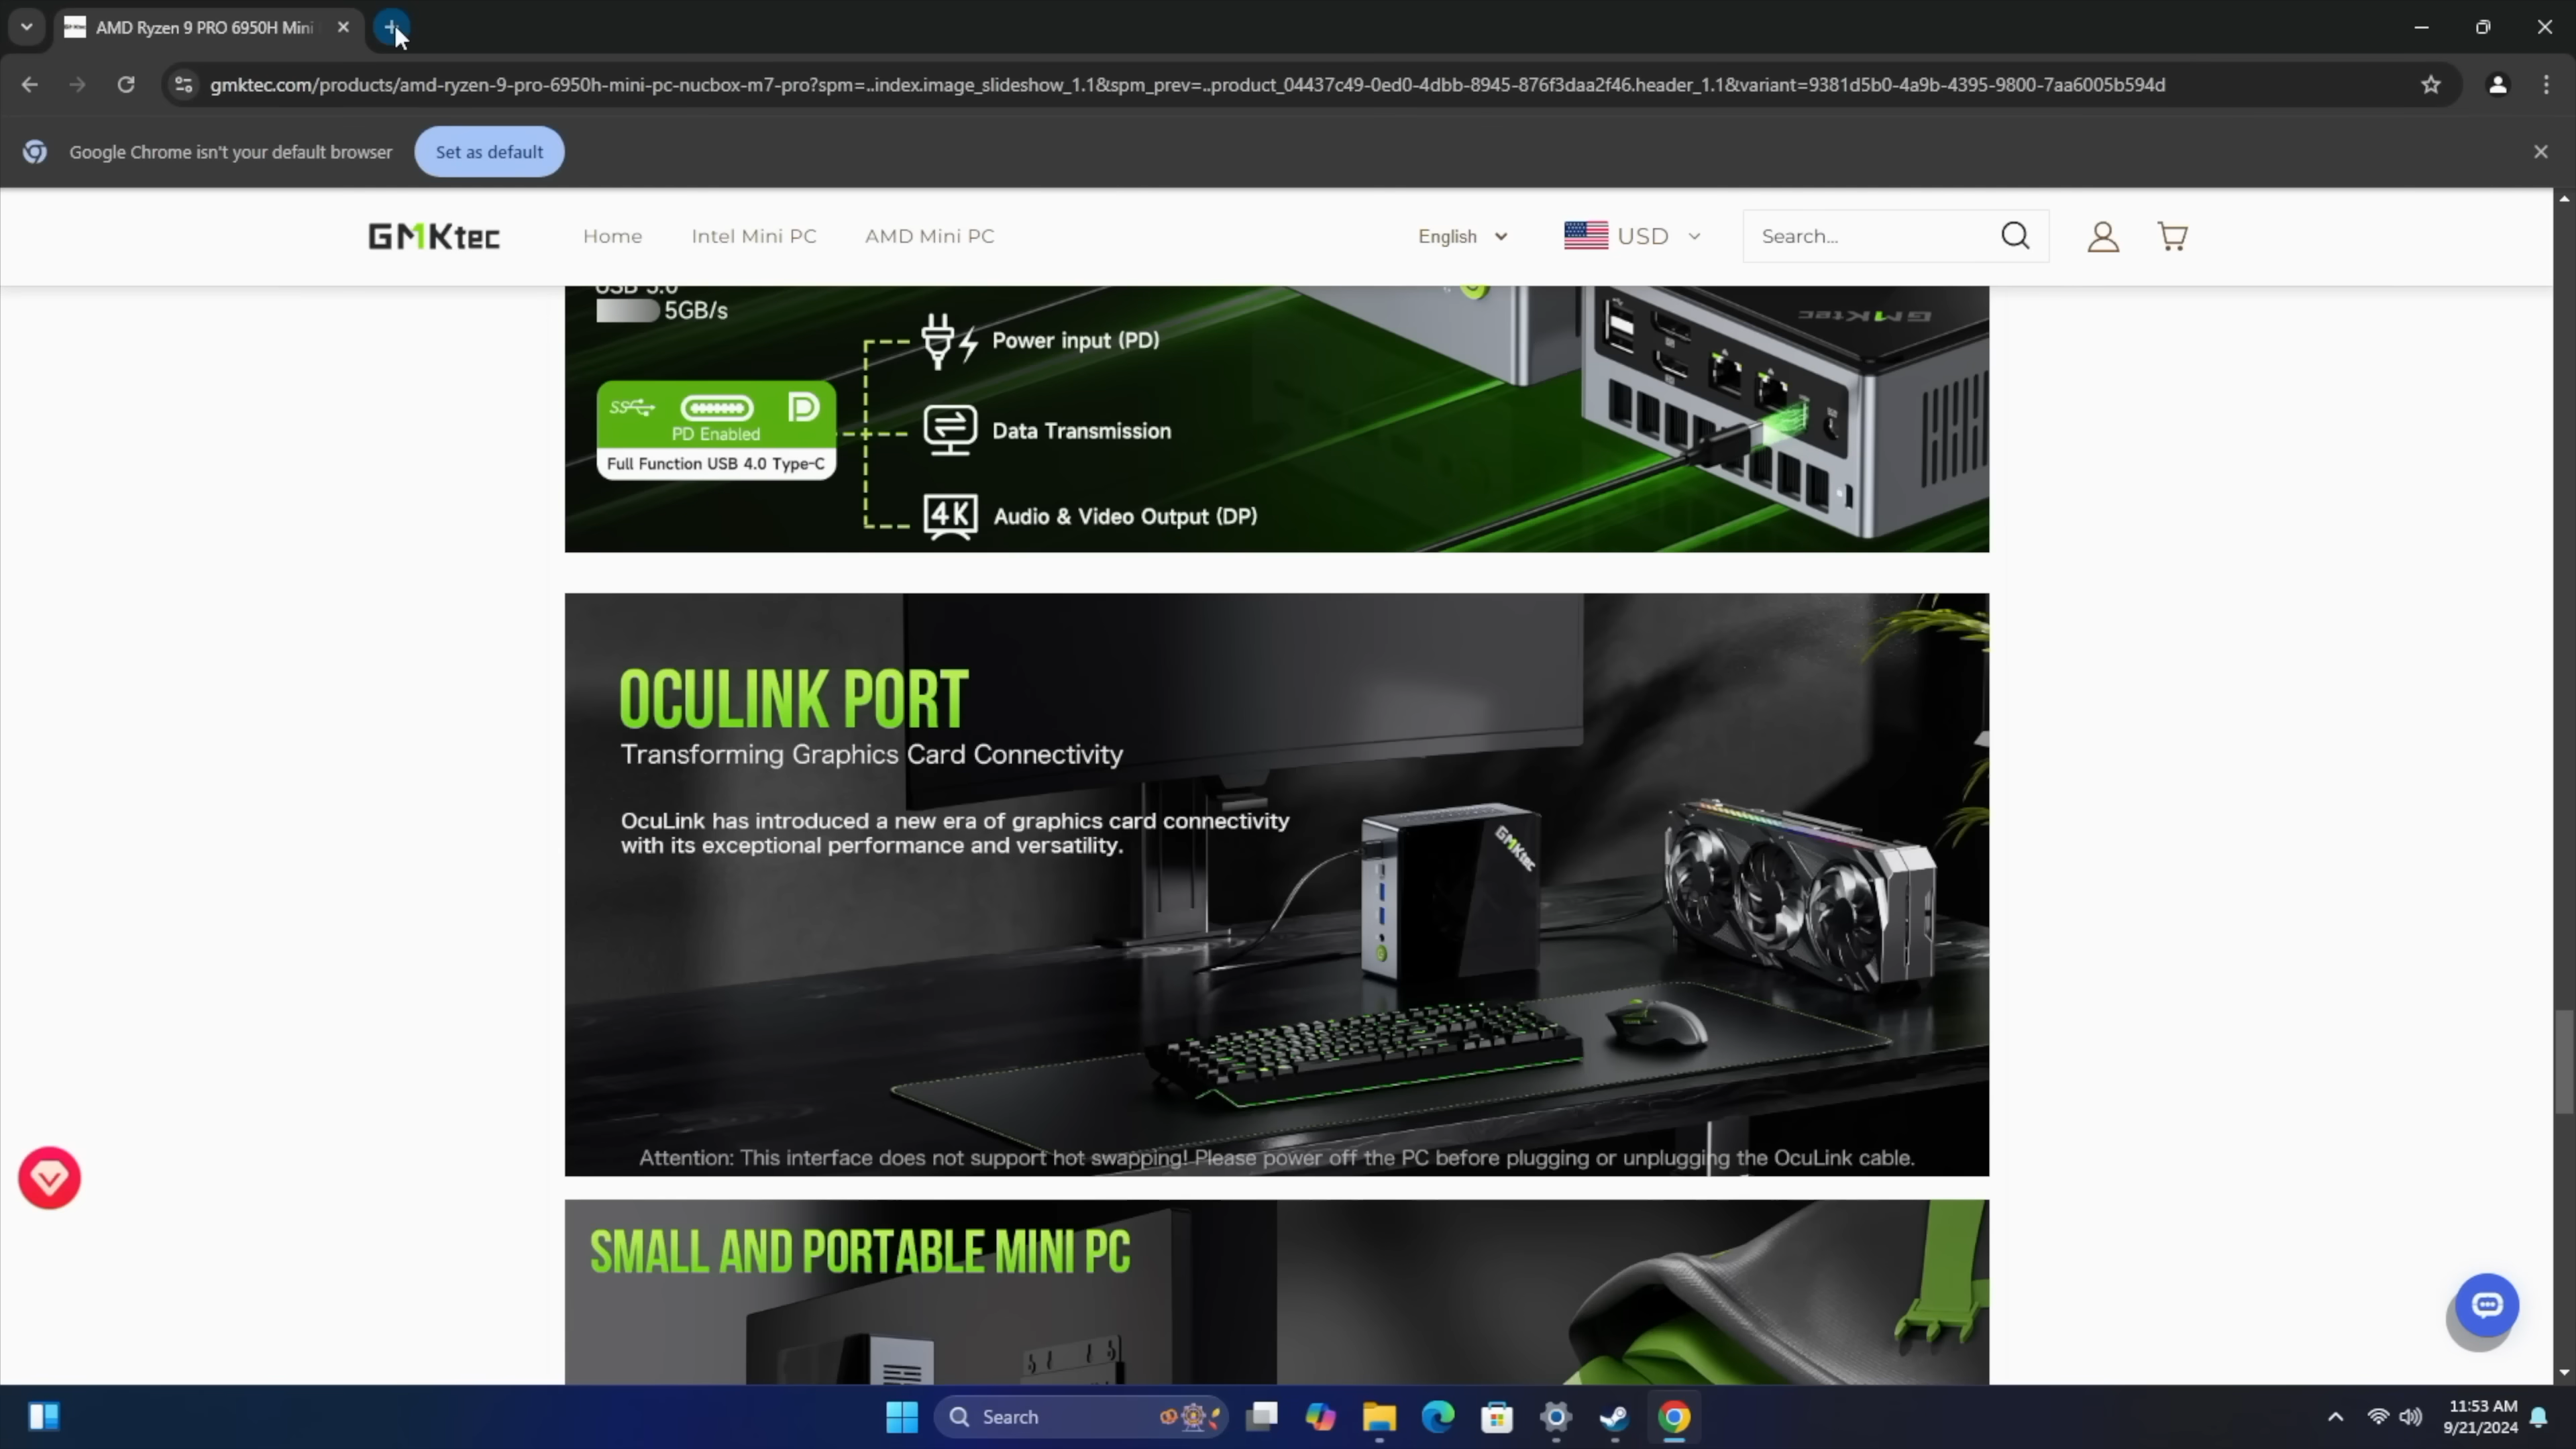 AMD Ryzen 9 PRO 6950H Mini
gmktec.com/products/amd-ryzen-9-pro-6950h-mini-pc-nucbox-m7-pro?spm=..index.image_slideshow_1.1&spm_prev=..product_04437c49-0ed0-4dbb-8945-876f3daa2f46.header_1.1&variant=9381d5b0-4a9b-4395-9800-7aa6005b594d
Google Chrome isn't your default browser
Set as default
GMKtec
Home
Intel Mini PC
AMD Mini PC
English
USD
Search...
USB 3.0
5GB/s
Power input (PD)
GMKtec
PD Enabled
Full Function USB 4.0 Type-C
Data Transmission
4K
Audio & Video Output (DP)
OCULINK PORT
Transforming Graphics Card Connectivity
OcuLink has introduced a new era of graphics card connectivity
with its exceptional performance and versatility.
GMKtec
Attention: This interface does not support hot swapping! Please power off the PC before plugging or unplugging the OcuLink cable.
SMALL AND PORTABLE MINI PC
Search
11:53 AM
9/21/2024